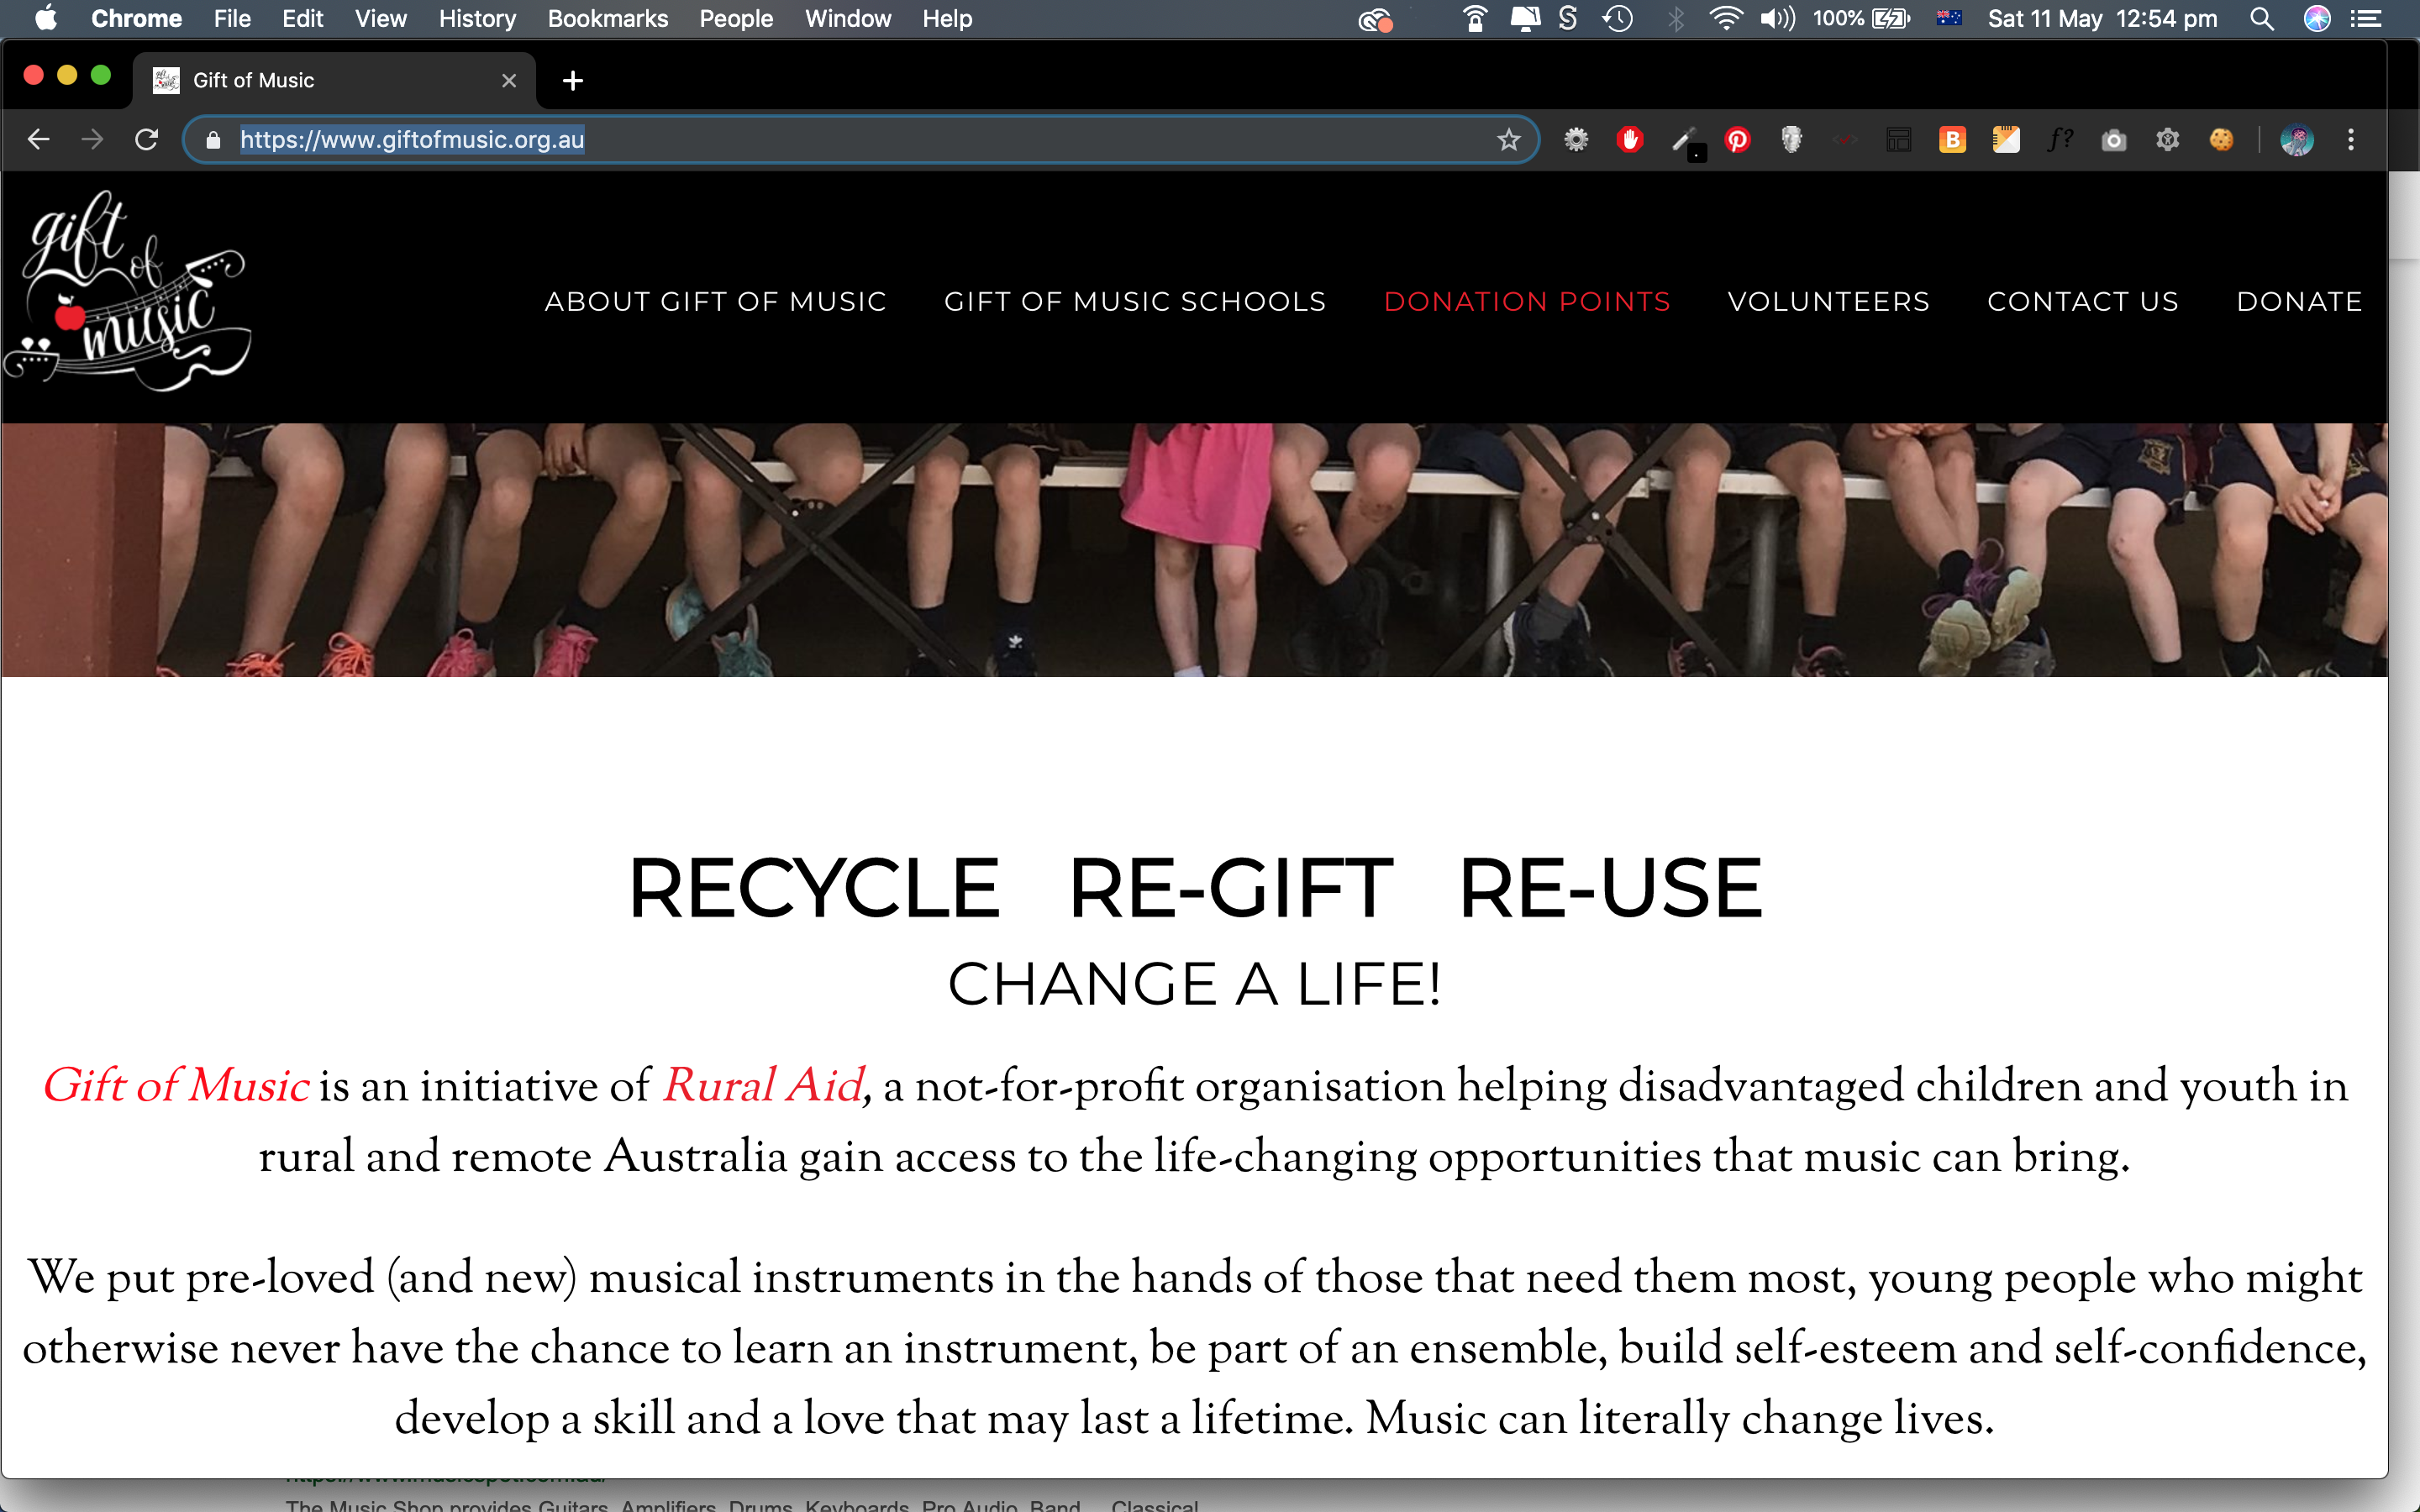 Chrome File Edit View History Bookmarks People Window Help 100% Sat 11 May 12:54 pm
Gift of Music
https://www.giftofmusic.org.au
gift of music
ABOUT GIFT OF MUSIC GIFT OF MUSIC SCHOOLS DONATION POINTS VOLUNTEERS CONTACT US DONATE
RECYCLE RE-GIFT RE-USE
CHANGE A LIFE!
Gift of Music is an initiative of Rural Aid, a not-for-profit organisation helping disadvantaged children and youth in
rural and remote Australia gain access to the life-changing opportunities that music can bring.
We put pre-loved (and new) musical instruments in the hands of those that need them most, young people who might
otherwise never have the chance to learn an instrument, be part of an ensemble, build self-esteem and self-confidence,
develop a skill and a love that may last a lifetime. Music can literally change lives.
The Music Shop provides Guitars, Amplifiers, Drums, Keyboards, Pro Audio, Band ... Classical